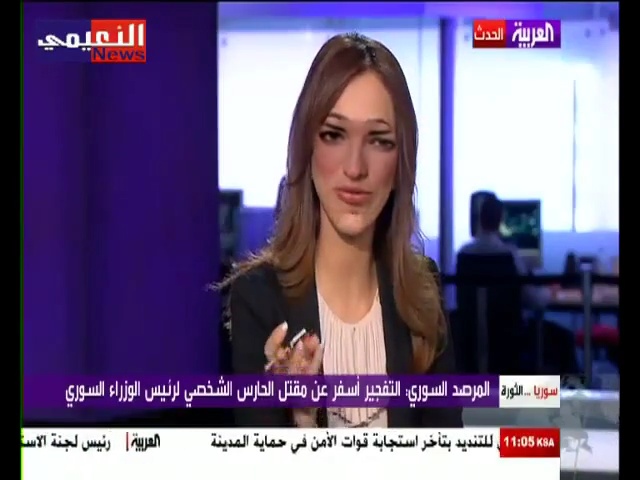 النعيمي
News
العربية
الحدث
سوريا ... الثورة
المرصد السوري: التفجير أسفر عن مقتل الحارس الشخصي لرئيس الوزراء السوري
11:05 KSA
للتنديد بتأخر استجابة قوات الأمن في حماية المدينة
العربية
رئيس لجنة